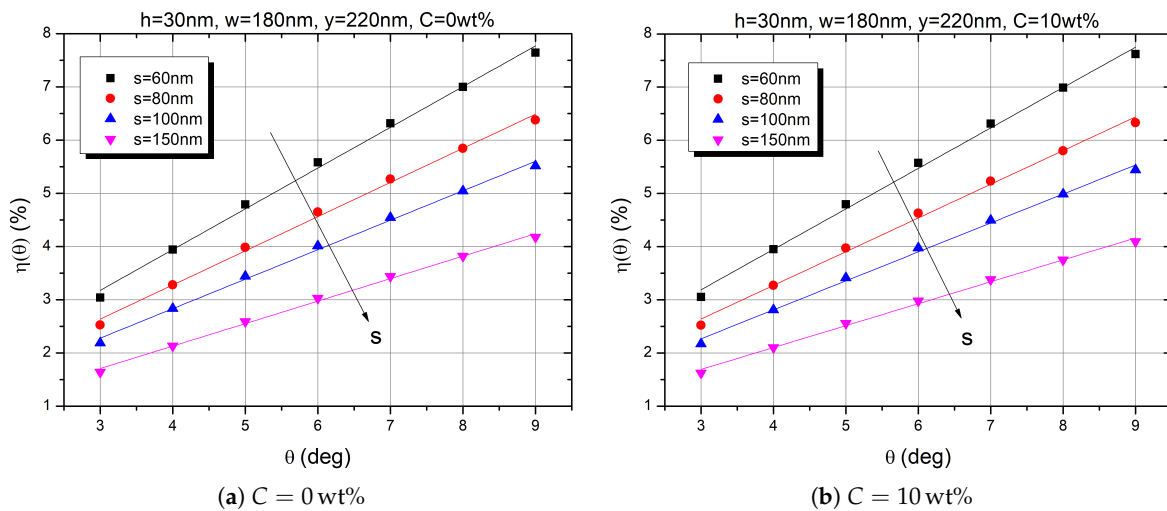 h=30nm, w=180nm, y=220nm, C=0wt%
8
7
6
5
4
3
2
1
η(θ) (%)
s=60nm
s=80nm
s=100nm
s=150nm
s
3 4 5 6 7 8 9
θ (deg)
(a) C = 0 wt%
h=30nm, w=180nm, y=220nm, C=10wt%
8
7
6
5
4
3
2
1
η(θ) (%)
s=60nm
s=80nm
s=100nm
s=150nm
s
3 4 5 6 7 8 9
θ (deg)
(b) C = 10 wt%